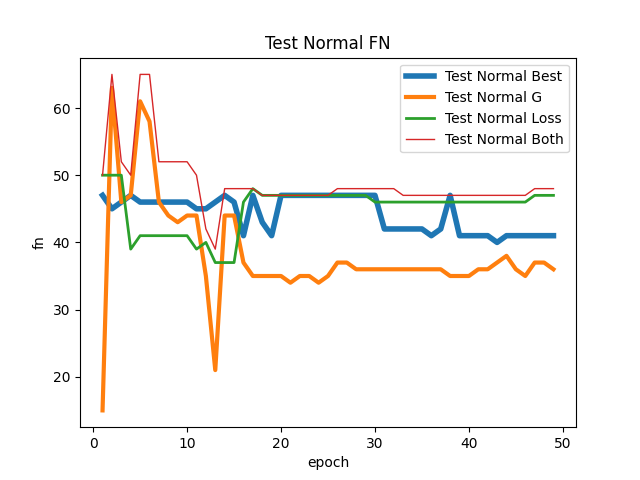 Test Normal FN
Test Normal Best
Test Normal G
Test Normal Loss
Test Normal Both
60
50
40
30
20
fn
0 10 20 30 40 50
epoch